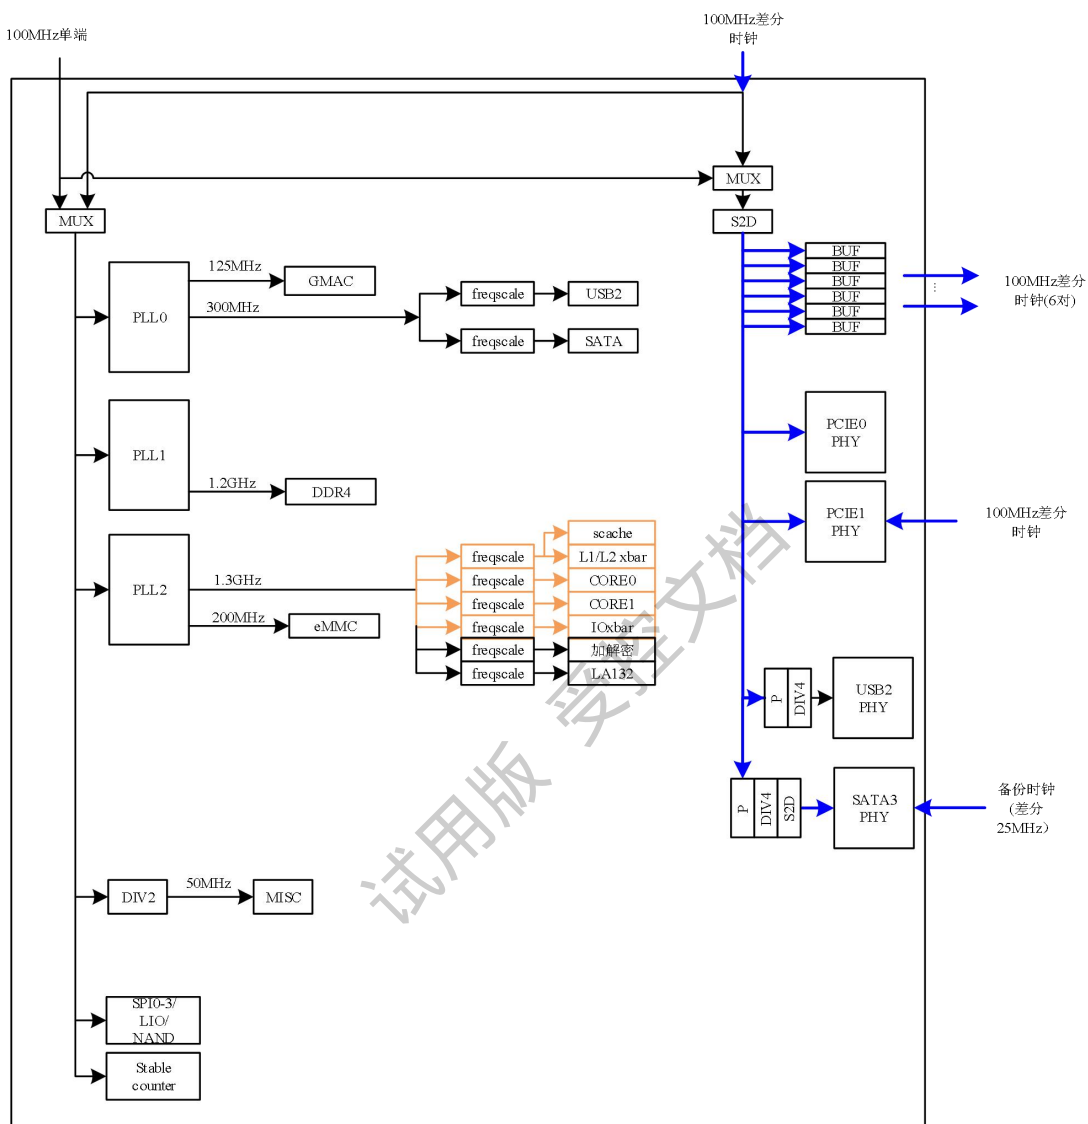 100MHz单端
100MHz差分
时钟
MUX
MUX
S2D
PLL0
125MHz
GMAC
300MHz
freqscale
USB2
freqscale
SATA
BUF
BUF
BUF
BUF
BUF
BUF
100MHz差分
时钟(6对)
PLL1
1.2GHz
DDR4
PCIE0
PHY
PCIE1
PHY
100MHz差分
时钟
PLL2
1.3GHz
200MHz
eMMC
scache
freqscale
L1/L2 xbar
freqscale
CORE0
freqscale
CORE1
freqscale
IOxbar
freqscale
加解密
freqscale
LA132
P
DIV4
USB2
PHY
P
DIV4
S2D
SATA3
PHY
备份时钟
(差分
25MHz）
DIV2
50MHz
MISC
SPI0-3/
LIO/
NAND
Stable
counter
试用版 受控文档